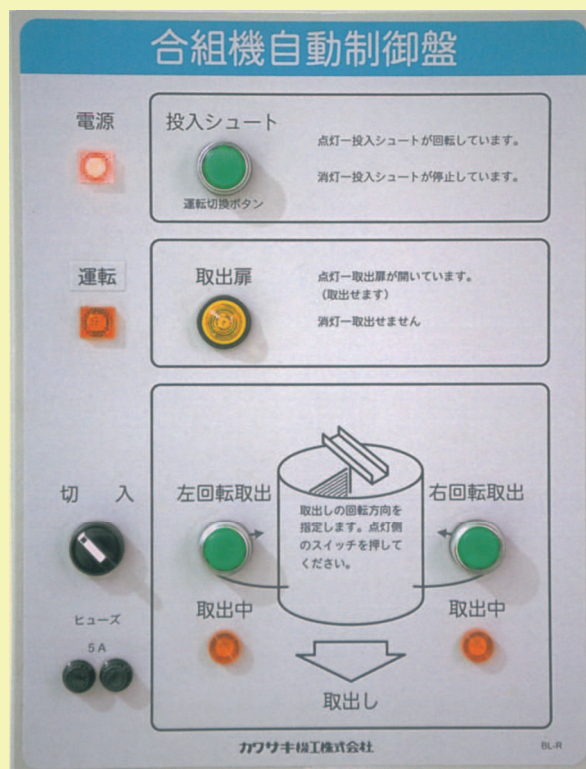 合組機自動制御盤
電源
投入シュート
点灯ー投入シュートが回転しています。
消灯ー投入シュートが停止しています。
運転切換ボタン
運転
取出扉
点灯ー取出扉が開いています。
（取出せます）
消灯ー取出せません
切 入
左回転取出
右回転取出
取出しの回転方向を
指定します。点灯側
のスイッチを押して
ください。
取出中
取出中
ヒューズ
5A
取出し
カワサキ機工株式会社
BL-R